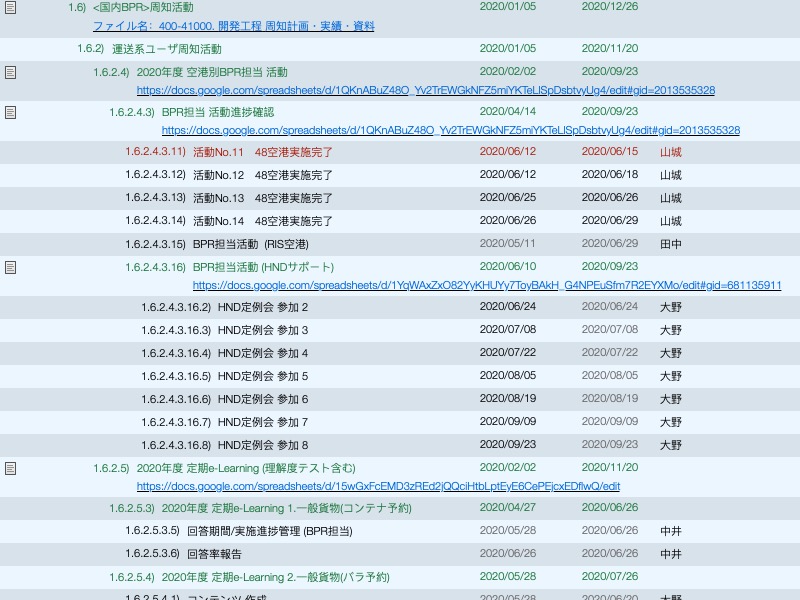 1.6) <国内BPR>周知活動 2020/01/05 2020/12/26
ファイル名：400-41000. 開発工程 周知計画・実績・資料
1.6.2) 運送系ユーザ周知活動 2020/01/05 2020/11/20
1.6.2.4) 2020年度 空港別BPR担当 活動 2020/02/02 2020/09/23
https://docs.google.com/spreadsheets/d/1QKnABuZ48O_Yv2TrEWGkNFZ5miYKTeLlSpDsbtvyUg4/edit#gid=2013535328
1.6.2.4.3) BPR担当 活動進捗確認 2020/04/14 2020/09/23
https://docs.google.com/spreadsheets/d/1QKnABuZ48O_Yv2TrEWGkNFZ5miYKTeLlSpDsbtvyUg4/edit#gid=2013535328
1.6.2.4.3.11) 活動No.11　48空港実施完了 2020/06/12 2020/06/15 山城
1.6.2.4.3.12) 活動No.12　48空港実施完了 2020/06/12 2020/06/18 山城
1.6.2.4.3.13) 活動No.13　48空港実施完了 2020/06/25 2020/06/26 山城
1.6.2.4.3.14) 活動No.14　48空港実施完了 2020/06/26 2020/06/29 山城
1.6.2.4.3.15) BPR担当活動 (RIS空港) 2020/05/11 2020/06/29 田中
1.6.2.4.3.16) BPR担当活動 (HNDサポート) 2020/06/10 2020/09/23
https://docs.google.com/spreadsheets/d/1YqWAxZxO82YyKHUYy7ToyBAkH_G4NPEuSfm7R2EYXMo/edit#gid=681135911
1.6.2.4.3.16.2) HND定例会 参加 2 2020/06/24 2020/06/24 大野
1.6.2.4.3.16.3) HND定例会 参加 3 2020/07/08 2020/07/08 大野
1.6.2.4.3.16.4) HND定例会 参加 4 2020/07/22 2020/07/22 大野
1.6.2.4.3.16.5) HND定例会 参加 5 2020/08/05 2020/08/05 大野
1.6.2.4.3.16.6) HND定例会 参加 6 2020/08/19 2020/08/19 大野
1.6.2.4.3.16.7) HND定例会 参加 7 2020/09/09 2020/09/09 大野
1.6.2.4.3.16.8) HND定例会 参加 8 2020/09/23 2020/09/23 大野
1.6.2.5) 2020年度 定期e-Learning (理解度テスト含む) 2020/02/02 2020/11/20
https://docs.google.com/spreadsheets/d/15wGxFcEMD3zREd2jQQciHtbLptEyE6CePEjcxEDflwQ/edit
1.6.2.5.3) 2020年度 定期e-Learning 1.一般貨物(コンテナ予約) 2020/04/27 2020/06/26
1.6.2.5.3.5) 回答期間/実施進捗管理 (BPR担当) 2020/05/28 2020/06/26 中井
1.6.2.5.3.6) 回答率報告 2020/06/26 2020/06/26 中井
1.6.2.5.4) 2020年度 定期e-Learning 2.一般貨物(バラ予約) 2020/05/28 2020/07/26
1.6.2.5.4.1) コンテンツ 作成 2020/05/28 2020/06/26 大野